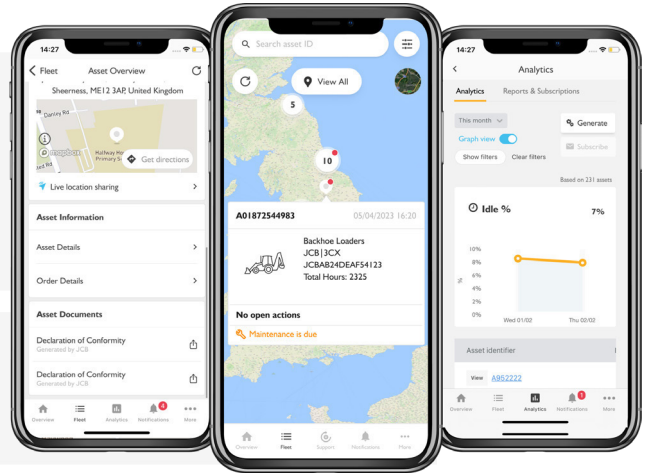 14:27
Fleet
Asset Overview
Sheerness, ME12 3AP, United Kingdom
Danley Rd
mapbox
Halfway Ho
Primary S
Get directions
Live location sharing
Asset Information
Asset Details
Order Details
Asset Documents
Declaration of Conformity
Generated by JCB
Declaration of Conformity
Generated by JCB
4
Overview
Fleet
Analytics
Notifications
More
Search asset ID
View All
5
10
A01872544983
05/04/2023 16:20
Backhoe Loaders
JCB|3CX
JCBAB24DEAF54123
Total Hours: 2325
No open actions
Maintenance is due
Overview
Fleet
Support
Notifications
More
14:27
Analytics
Analytics
Reports & Subscriptions
This month
Generate
Graph view
Subscribe
Show filters
Clear filters
Based on 231 assets
Idle %
7%
10%
8%
6%
4%
2%
0%
%
Wed 01/02
Thu 02/02
Asset identifier
View
A952222
1
Overview
Fleet
Analytics
Notifications
More